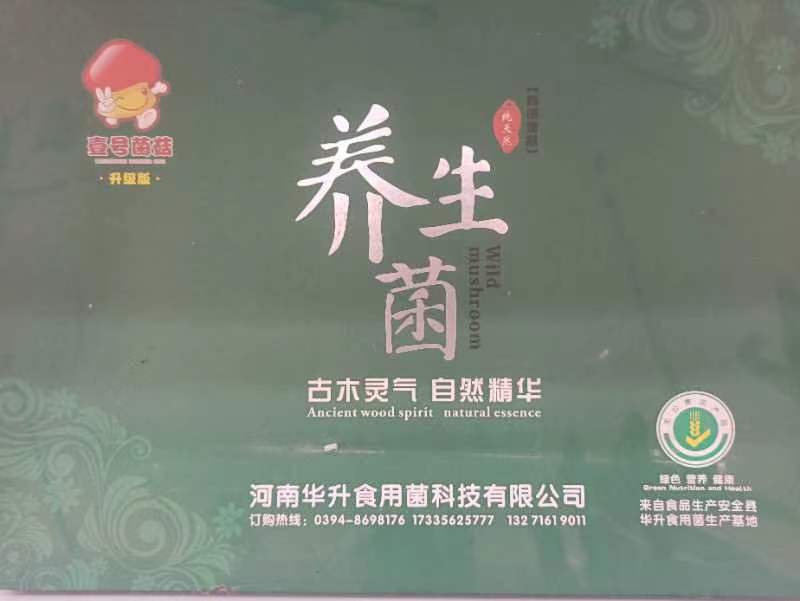 壹号菌菇
·升级版·
纯天然
养生菌
Wild
mushroom
古木灵气 自然精华
Ancient wood spirit natural essence
河南华升食用菌科技有限公司
订购热线：0394-8698176 17335625777 13271619011
绿色 营养 健康
Green Nutrition and Health
来自食品生产安全县
华升食用菌生产基地